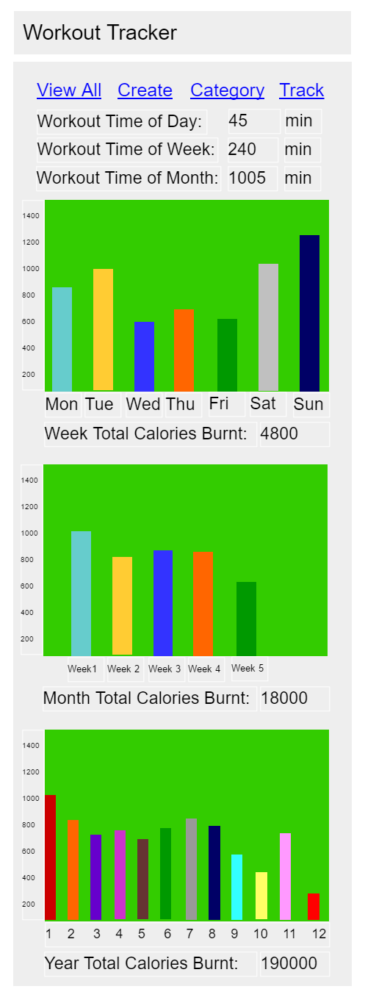 Workout Tracker
View All Create Category Track
Workout Time of Day: 45 min
Workout Time of Week: 240 min
Workout Time of Month: 1005 min
1400
1200
1000
800
600
400
200
Mon Tue Wed Thu Fri Sat Sun
Week Total Calories Burnt: 4800
1400
1200
1000
800
600
400
200
Week1 Week 2 Week 3 Week 4 Week 5
Month Total Calories Burnt: 18000
1400
1200
1000
800
600
400
200
1 2 3 4 5 6 7 8 9 10 11 12
Year Total Calories Burnt: 190000